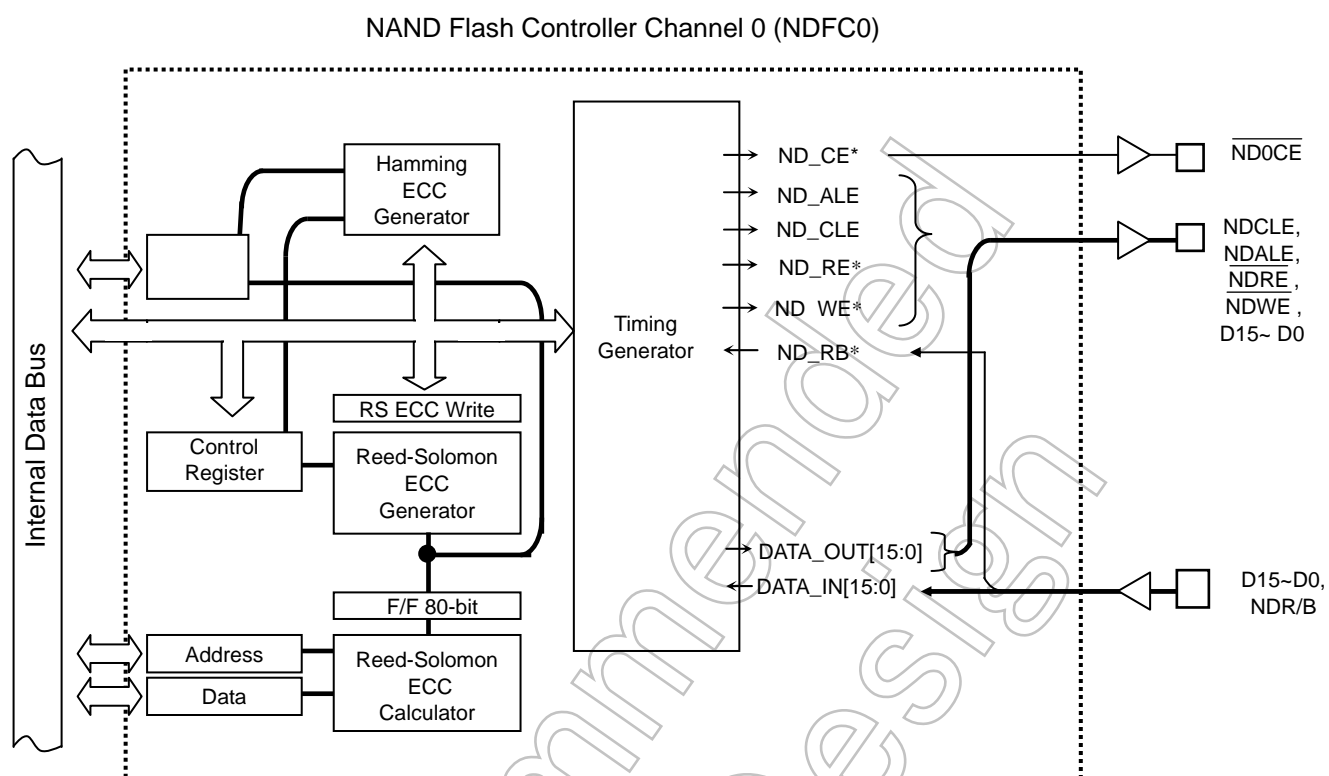 NAND Flash Controller Channel 0 (NDFC0)
Internal Data Bus
Hamming
ECC
Generator
Control
Register
RS ECC Write
Reed-Solomon
ECC
Generator
F/F 80-bit
Address
Data
Reed-Solomon
ECC
Calculator
Timing
Generator
ND_CE*
ND_ALE
ND_CLE
ND_RE*
ND_WE*
ND_RB*
DATA_OUT[15:0]
DATA_IN[15:0]
ND0CE
NDCLE,
NDALE,
NDRE,
NDWE,
D15~ D0
D15~D0,
NDR/B
mmended
esign